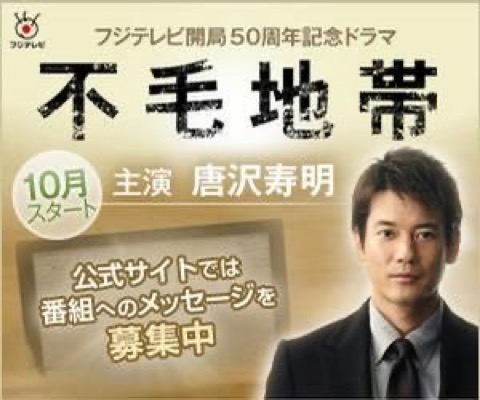 フジテレビ
フジテレビ開局50周年記念ドラマ
不毛地帯
10月
スタート
主演 唐沢寿明
公式サイトでは
番組へのメッセージを
募集中